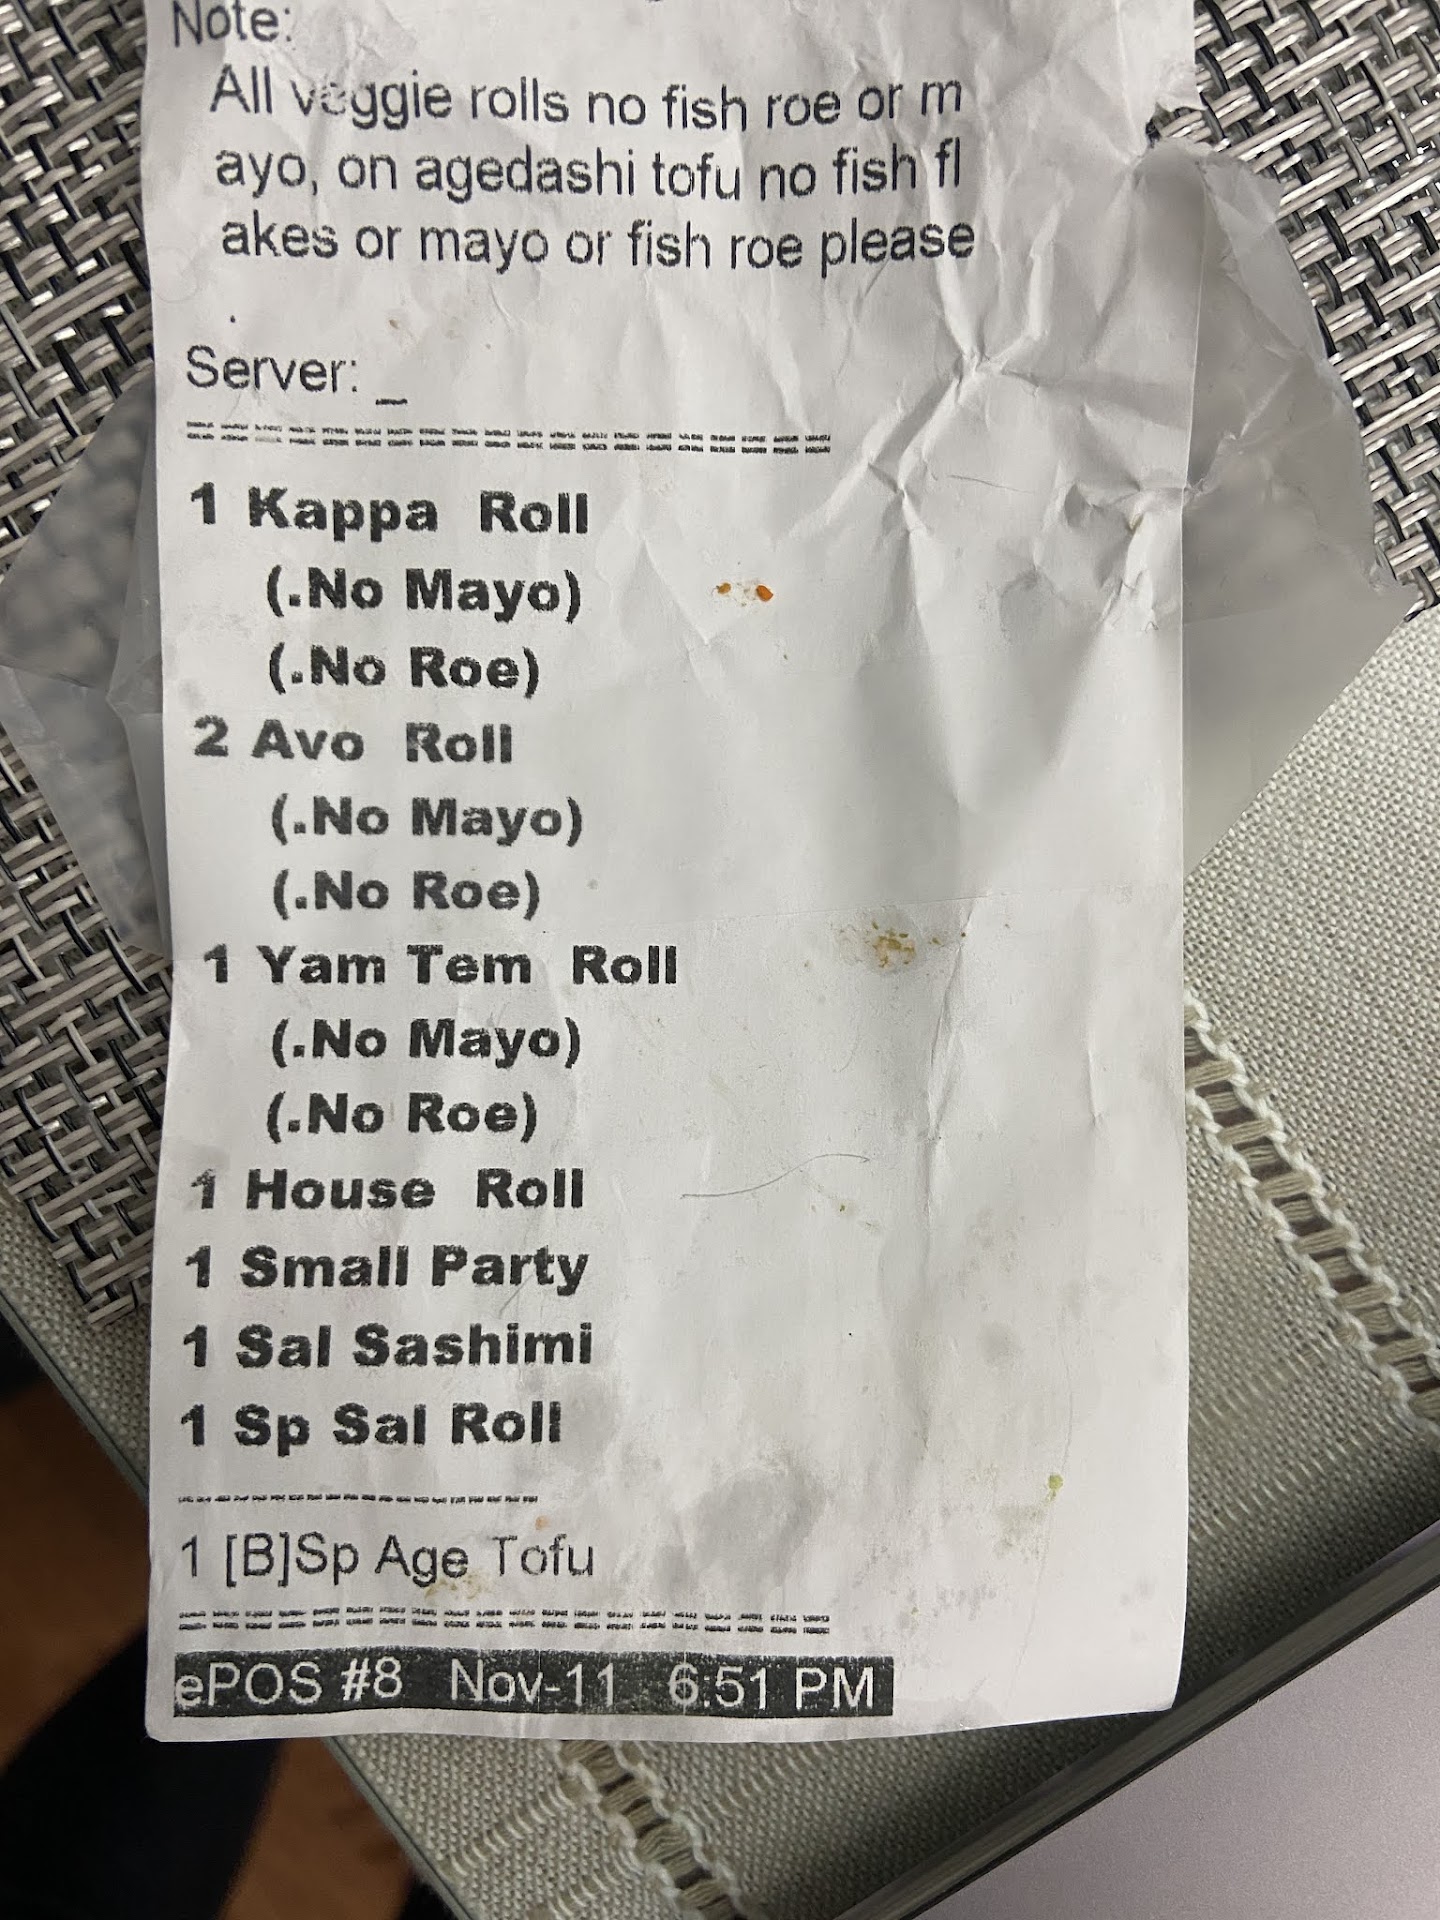 Note:
All veggie rolls no fish roe or m
ayo, on agedashi tofu no fish fl
akes or mayo or fish roe please
.
Server: _
1 Kappa Roll
(.No Mayo)
(.No Roe)
2 Avo Roll
(.No Mayo)
(.No Roe)
1 Yam Tem Roll
(.No Mayo)
(.No Roe)
1 House Roll
1 Small Party
1 Sal Sashimi
1 Sp Sal Roll
1 [B]Sp Age Tofu
ePOS #8 Nov-11 6:51 PM